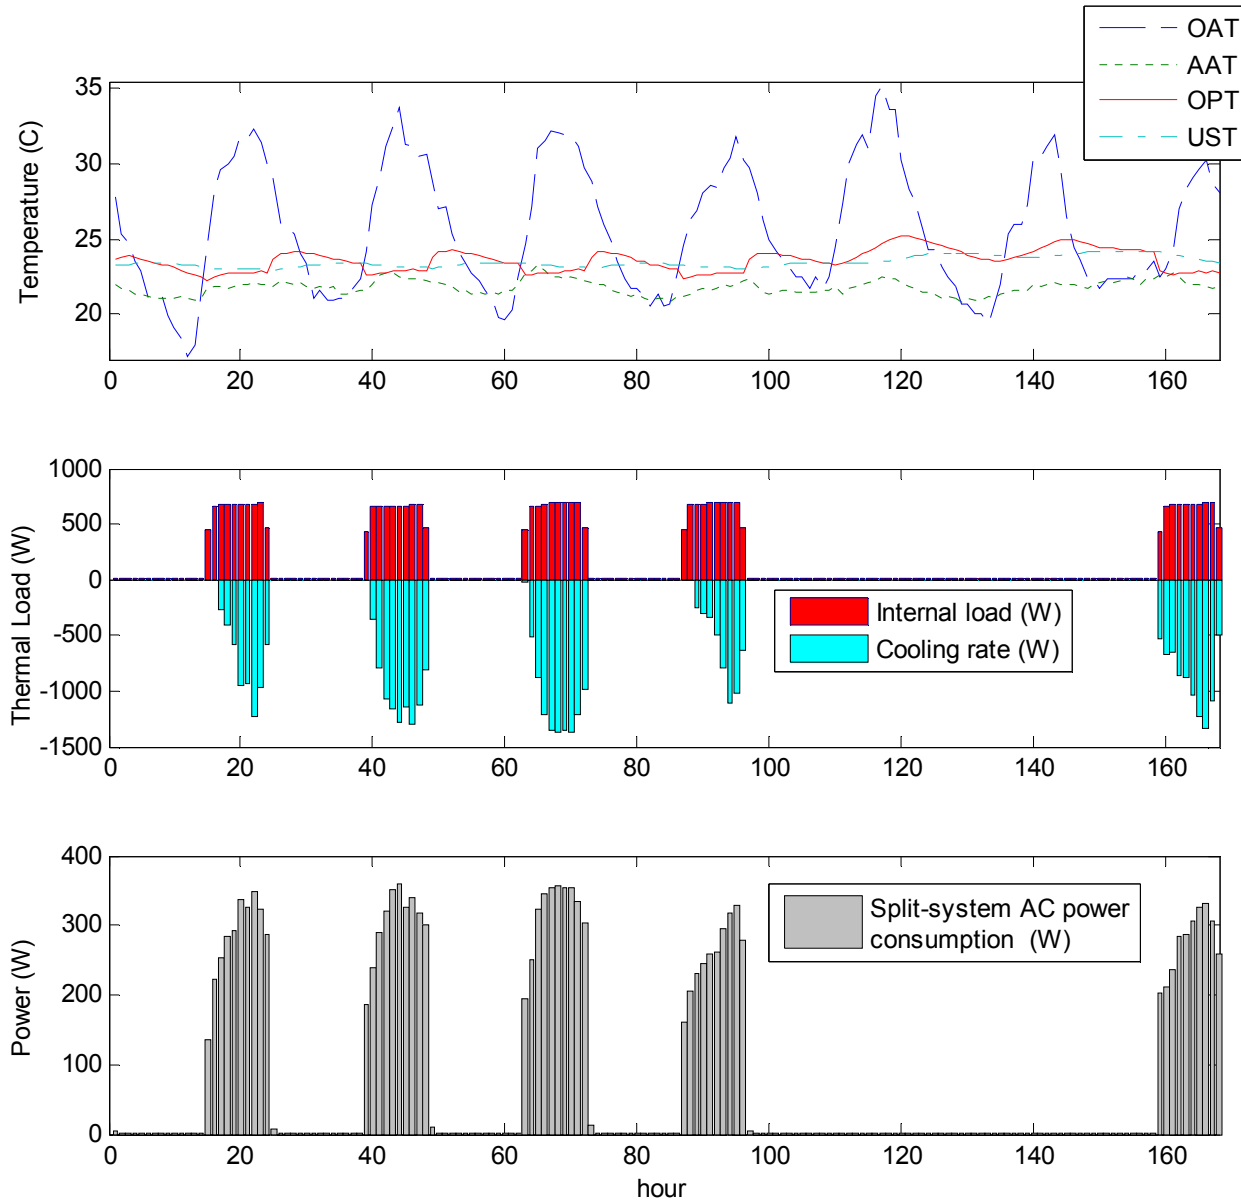 OAT
AAT
OPT
UST
Temperature (C)
35
30
25
20
0 20 40 60 80 100 120 140 160
Thermal Load (W)
1000
500
0
-500
-1000
-1500
Internal load (W)
Cooling rate (W)
0 20 40 60 80 100 120 140 160
Power (W)
400
300
200
100
0
Split-system AC power
consumption (W)
0 20 40 60 80 100 120 140 160
hour